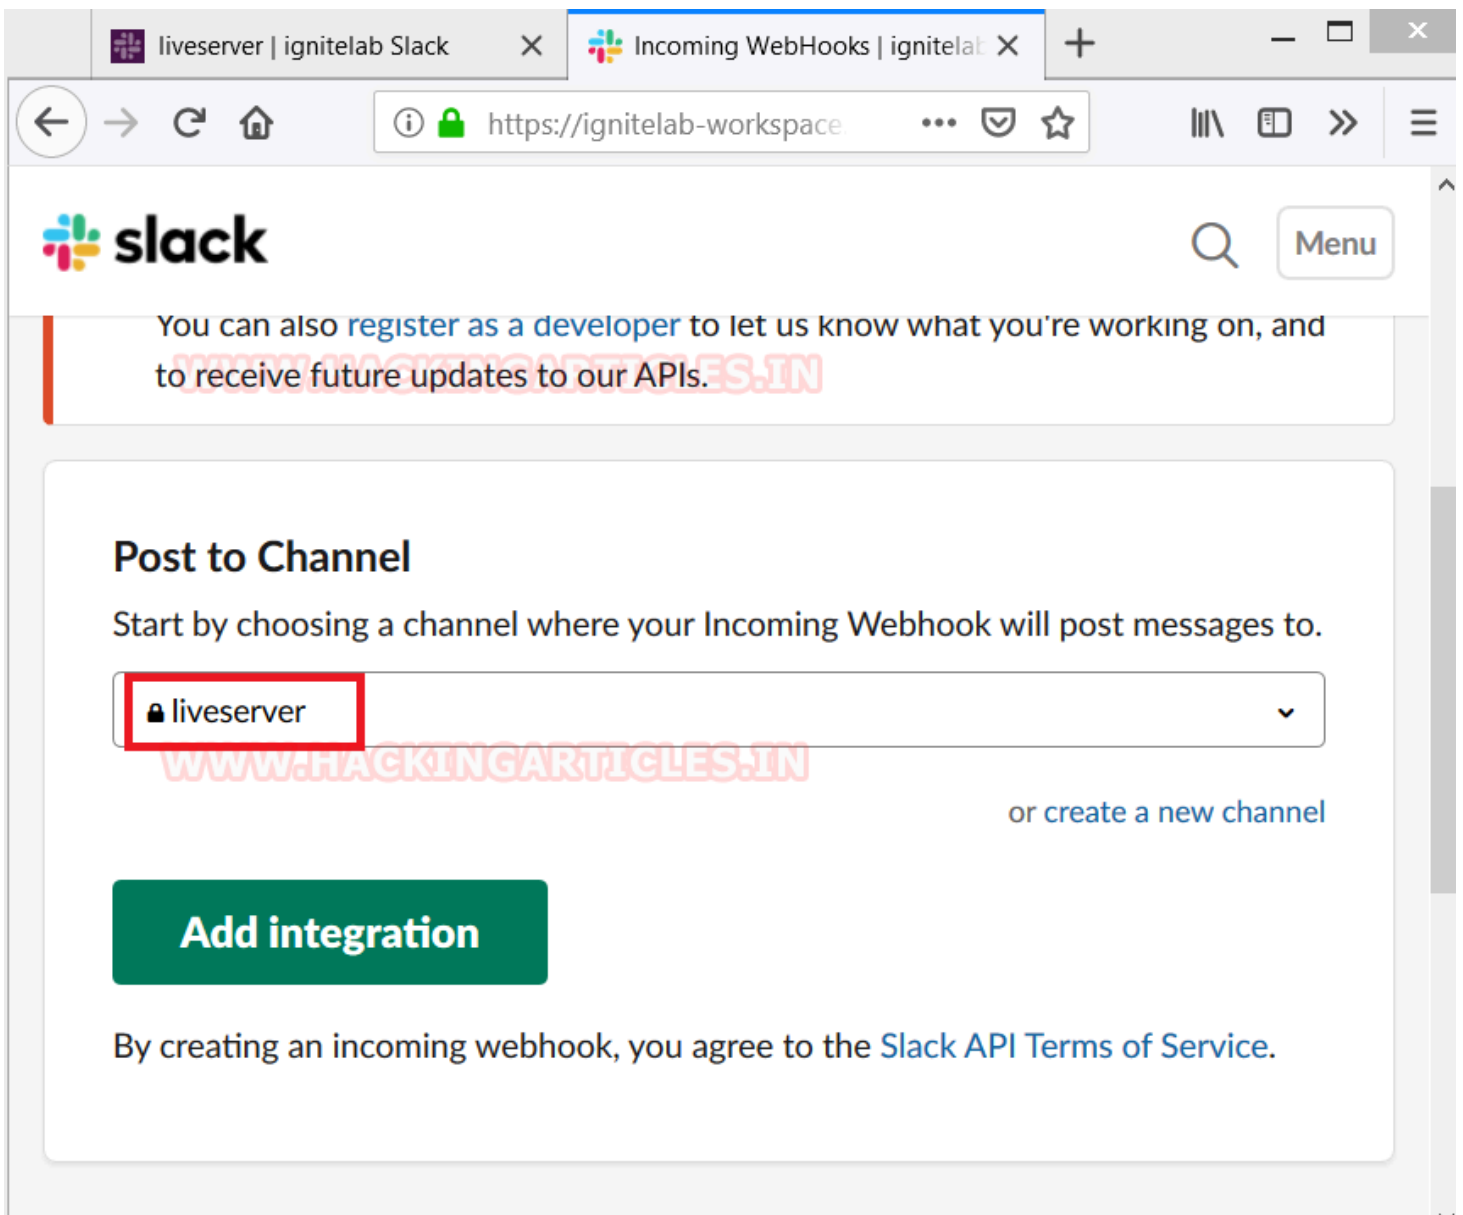 liveserver | ignitelab Slack
Incoming WebHooks | ignitelab
https://ignitelab-workspace.
slack
Menu
You can also register as a developer to let us know what you're working on, and
to receive future updates to our APIs.
WWW.HACKINGARTICLES.IN
Post to Channel
Start by choosing a channel where your Incoming Webhook will post messages to.
liveserver
WWW.HACKINGARTICLES.IN
or create a new channel
Add integration
By creating an incoming webhook, you agree to the Slack API Terms of Service.